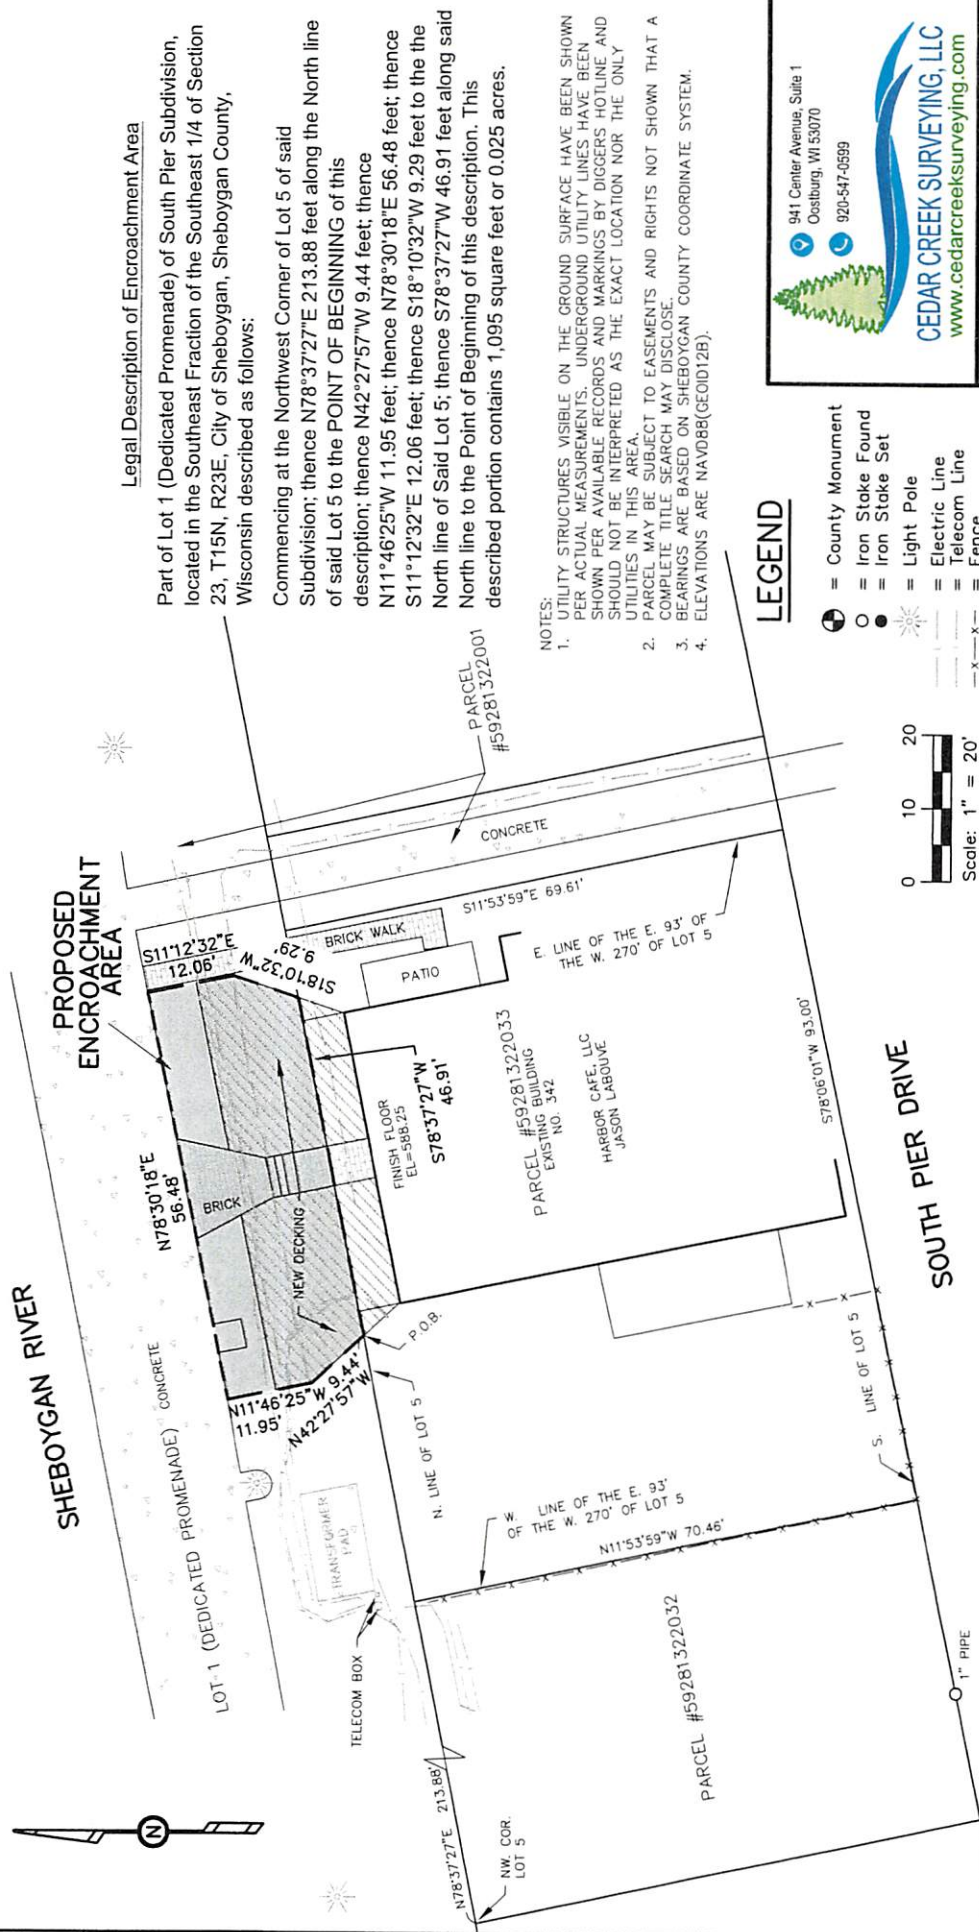 Legal Description of Encroachment Area
Part of Lot 1 (Dedicated Promenade) of South Pier Subdivision,
located in the Southeast Fraction of the Southeast 1/4 of Section
23, T15N, R23E, City of Sheboygan, Sheboygan County,
Wisconsin described as follows:
Commencing at the Northwest Corner of Lot 5 of said
Subdivision; thence N78°37'27"E 213.88 feet along the North line
of said Lot 5 to the POINT OF BEGINNING of this
description; thence N42°27'57"W 9.44 feet; thence
N11°46'25"W 11.95 feet; thence N78°30'18"E 56.48 feet; thence
S11°12'32"E 12.06 feet; thence S18°10'32"W 9.29 feet to the the
North line of Said Lot 5; thence S78°37'27"W 46.91 feet along said
North line to the Point of Beginning of this description. This
described portion contains 1,095 square feet or 0.025 acres.
NOTES:
1. UTILITY STRUCTURES VISIBLE ON THE GROUND SURFACE HAVE BEEN SHOWN
PER ACTUAL MEASUREMENTS. UNDERGROUND UTILITY LINES HAVE BEEN
SHOWN PER AVAILABLE RECORDS AND MARKINGS BY DIGGERS HOTLINE AND
SHOULD NOT BE INTERPRETED AS THE EXACT LOCATION NOR THE ONLY
UTILITIES IN THIS AREA.
2. PARCEL MAY BE SUBJECT TO EASEMENTS AND RIGHTS NOT SHOWN THAT A
COMPLETE TITLE SEARCH MAY DISCLOSE.
3. BEARINGS ARE BASED ON SHEBOYGAN COUNTY COORDINATE SYSTEM.
4. ELEVATIONS ARE NAVD88(GEOID12B).
941 Center Avenue, Suite 1
Oostburg, WI 53070
920-547-0599
CEDAR CREEK SURVEYING, LLC
www.cedarcreeksurveying.com
LEGEND
= County Monument
= Iron Stake Found
= Iron Stake Set
= Light Pole
= Electric Line
= Telecom Line
—x—x— = Fence
0 10 20
Scale: 1" = 20'
SHEBOYGAN RIVER
PROPOSED
ENCROACHMENT
AREA
LOT 1 (DEDICATED PROMENADE)
CONCRETE
N78°30'18"E
56.48'
S11°12'32"E
12.06'
S18°10'32"W
9.29'
BRICK
NEW DECKING
N11°46'25"W
11.95'
9.44'
N42°27'57"W
P.O.B.
S78°37'27"W
46.91'
FINISH FLOOR
EL=588.25
BRICK WALK
PATIO
CONCRETE
PARCEL
#59281322001
S11°53'59"E 69.61'
E. LINE OF THE E. 93' OF
THE W. 270' OF LOT 5
PARCEL #59281322033
EXISTING BUILDING
NO. 342
HARBOR CAFE, LLC
JASON LABOUVE
S78°06'01"W 93.00'
SOUTH PIER DRIVE
TRANSFORMER
PAD
TELECOM BOX
N. LINE OF LOT 5
W. LINE OF THE E. 93'
OF THE W. 270' OF LOT 5
N11°53'59"W 70.46'
S. LINE OF LOT 5
N
N78°37'27"E 213.88'
NW. COR.
LOT 5
PARCEL #59281322032
1" PIPE